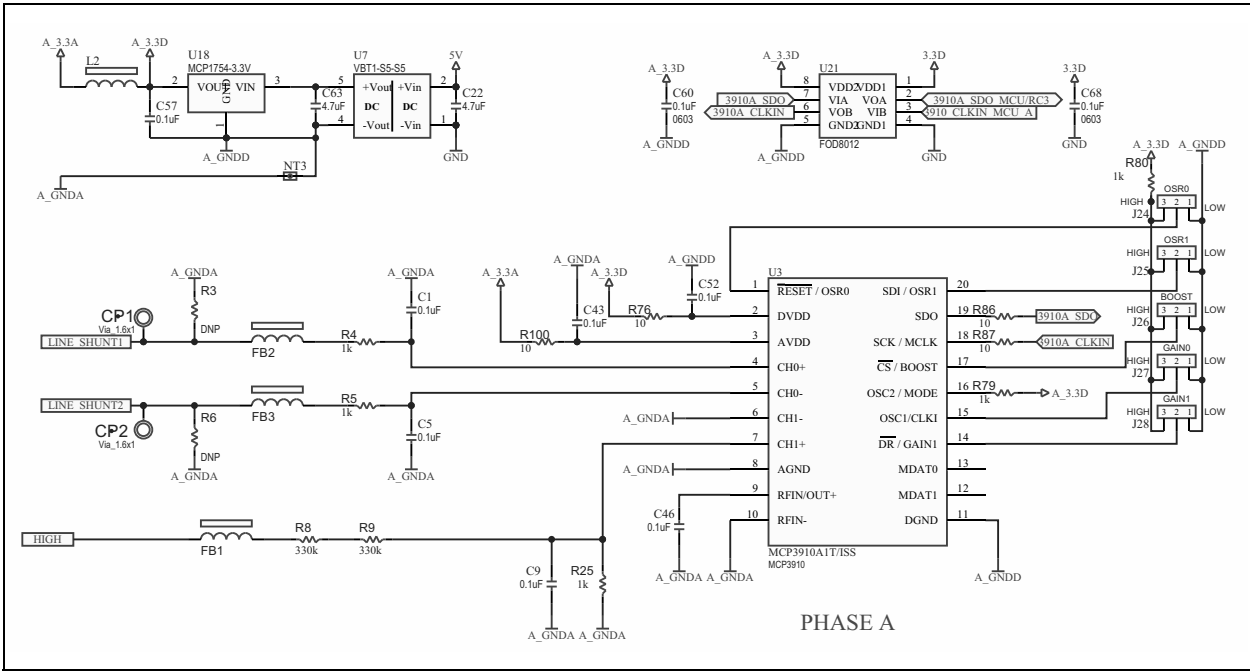 A_3.3A
L2
A_3.3D
U18
MCP1754-3.3V
2
VOUT
GND
VIN
3
1
C57
0.1uF
A_GNDD
C63
4.7uF
U7
VBT1-S5-S5
5
+Vout
+Vin
2
DC
DC
4
-Vout
-Vin
1
5V
C22
4.7uF
GND
NT3
A_GNDA
A_3.3D
C60
0.1uF
0603
A_GNDD
A_3.3D
U21
3.3D
8
VDD2
VDD1
1
3910A_SDO
7
VIA
VOA
2
3910A_SDO_MCU/RC3
3910A_CLKIN
6
VOB
VIB
3
3910_CLKIN_MCU_A
5
GND2
GND1
4
FOD8012
A_GNDD
GND
3.3D
C68
0.1uF
0603
GND
A_3.3D
A_GNDD
R80
1k
OSR0
HIGH
3 2 1
LOW
J24
OSR1
HIGH
3 2 1
LOW
J25
BOOST
HIGH
3 2 1
LOW
J26
GAIN0
HIGH
3 2 1
LOW
J27
GAIN1
HIGH
3 2 1
LOW
J28
A_GNDA
R3
DNP
CP1
Via_1.6x1
LINE_SHUNT1
FB2
R4
1k
A_GNDA
C1
0.1uF
LINE_SHUNT2
CP2
Via_1.6x1
R6
DNP
A_GNDA
FB3
R5
1k
C5
0.1uF
A_GNDA
HIGH
FB1
R8
330k
R9
330k
C9
0.1uF
A_GNDA
R25
1k
A_GNDA
A_3.3A
R100
10
A_GNDA
C43
0.1uF
A_3.3D
R76
10
A_GNDD
C52
0.1uF
U3
1
RESET / OSR0
SDI / OSR1
20
2
DVDD
SDO
19
R86
10
3910A_SDO
3
AVDD
SCK / MCLK
18
R87
10
3910A_CLKIN
4
CH0+
CS / BOOST
17
5
CH0-
OSC2 / MODE
16
R79
1k
A_3.3D
A_GNDA
6
CH1-
OSC1/CLKI
15
7
CH1+
DR / GAIN1
14
A_GNDA
8
AGND
MDAT0
13
9
RFIN/OUT+
MDAT1
12
10
RFIN-
DGND
11
C46
0.1uF
A_GNDA
A_GNDA
MCP3910A1T/ISS
MCP3910
A_GNDD
PHASE A